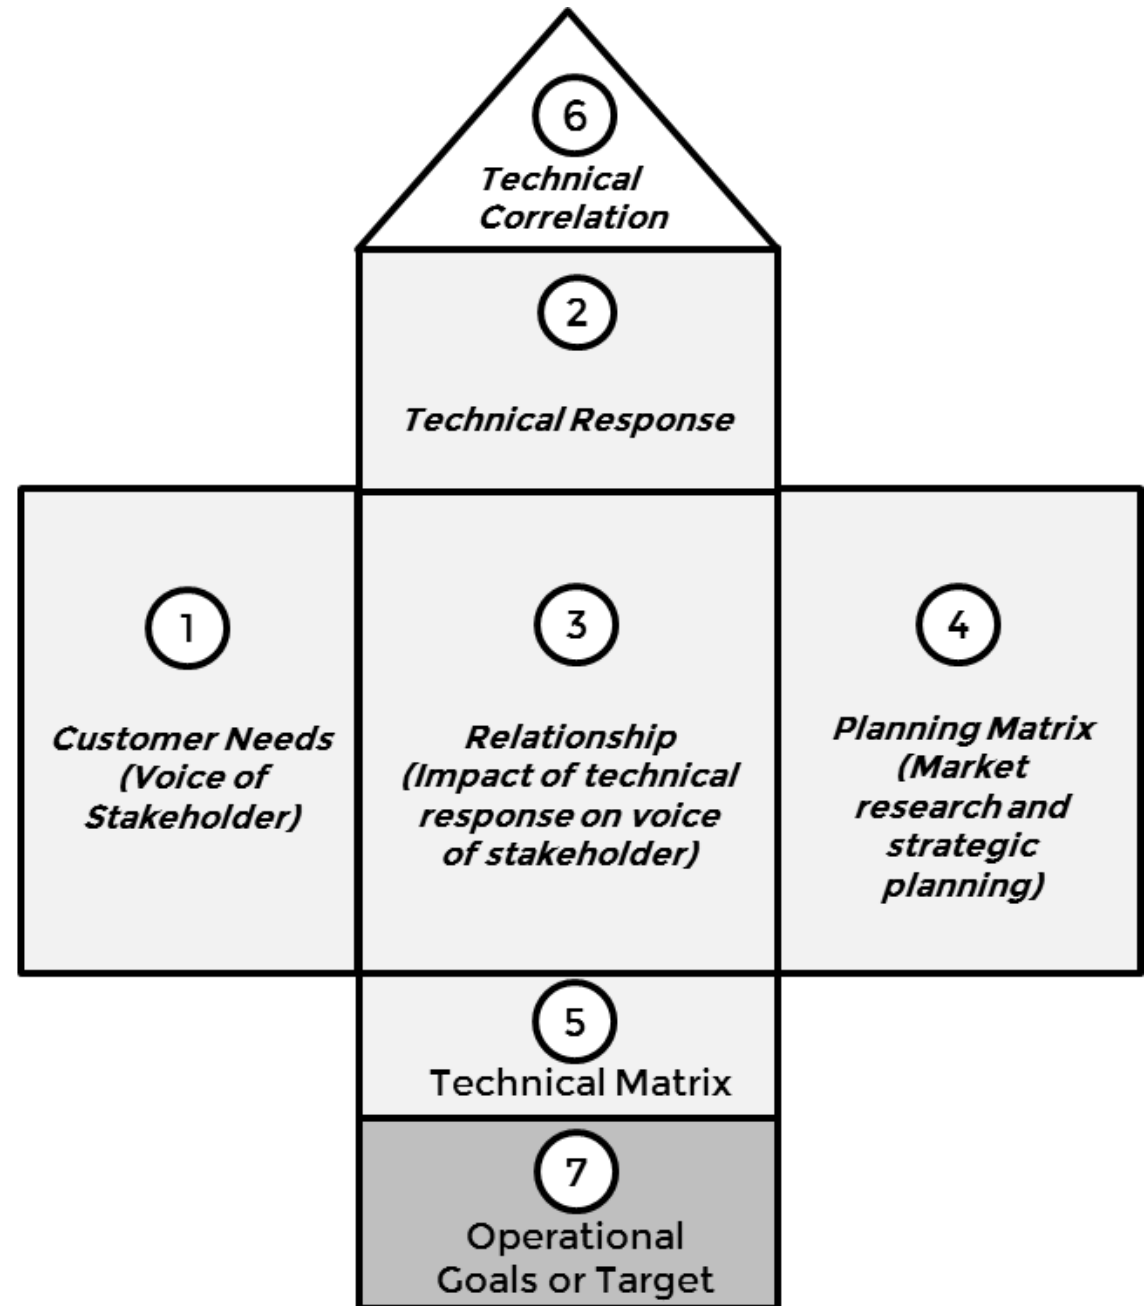 6
Technical
Correlation
2
Technical Response
1
Customer Needs
(Voice of
Stakeholder)
3
Relationship
(Impact of technical
response on voice
of stakeholder)
4
Planning Matrix
(Market
research and
strategic
planning)
5
Technical Matrix
7
Operational
Goals or Target